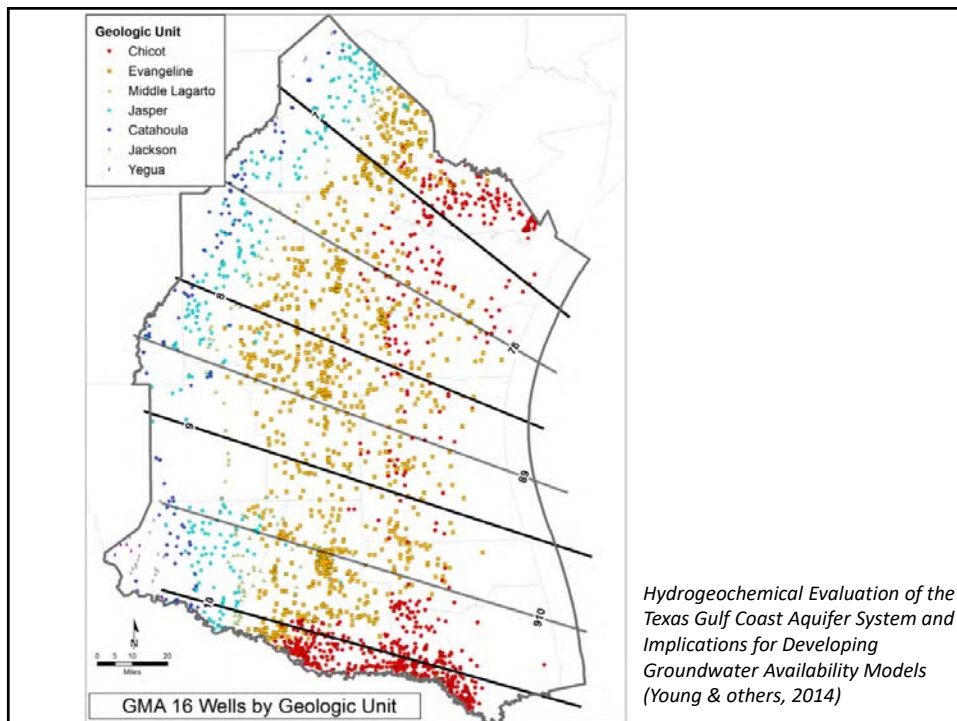 Geologic Unit
Chicot
Evangeline
Middle Lagarto
Jasper
Catahoula
Jackson
Yegua
7
78
8
89
9
910
10
N
0 10 20
Miles
GMA 16 Wells by Geologic Unit
Hydrogeochemical Evaluation of the
Texas Gulf Coast Aquifer System and
Implications for Developing
Groundwater Availability Models
(Young & others, 2014)